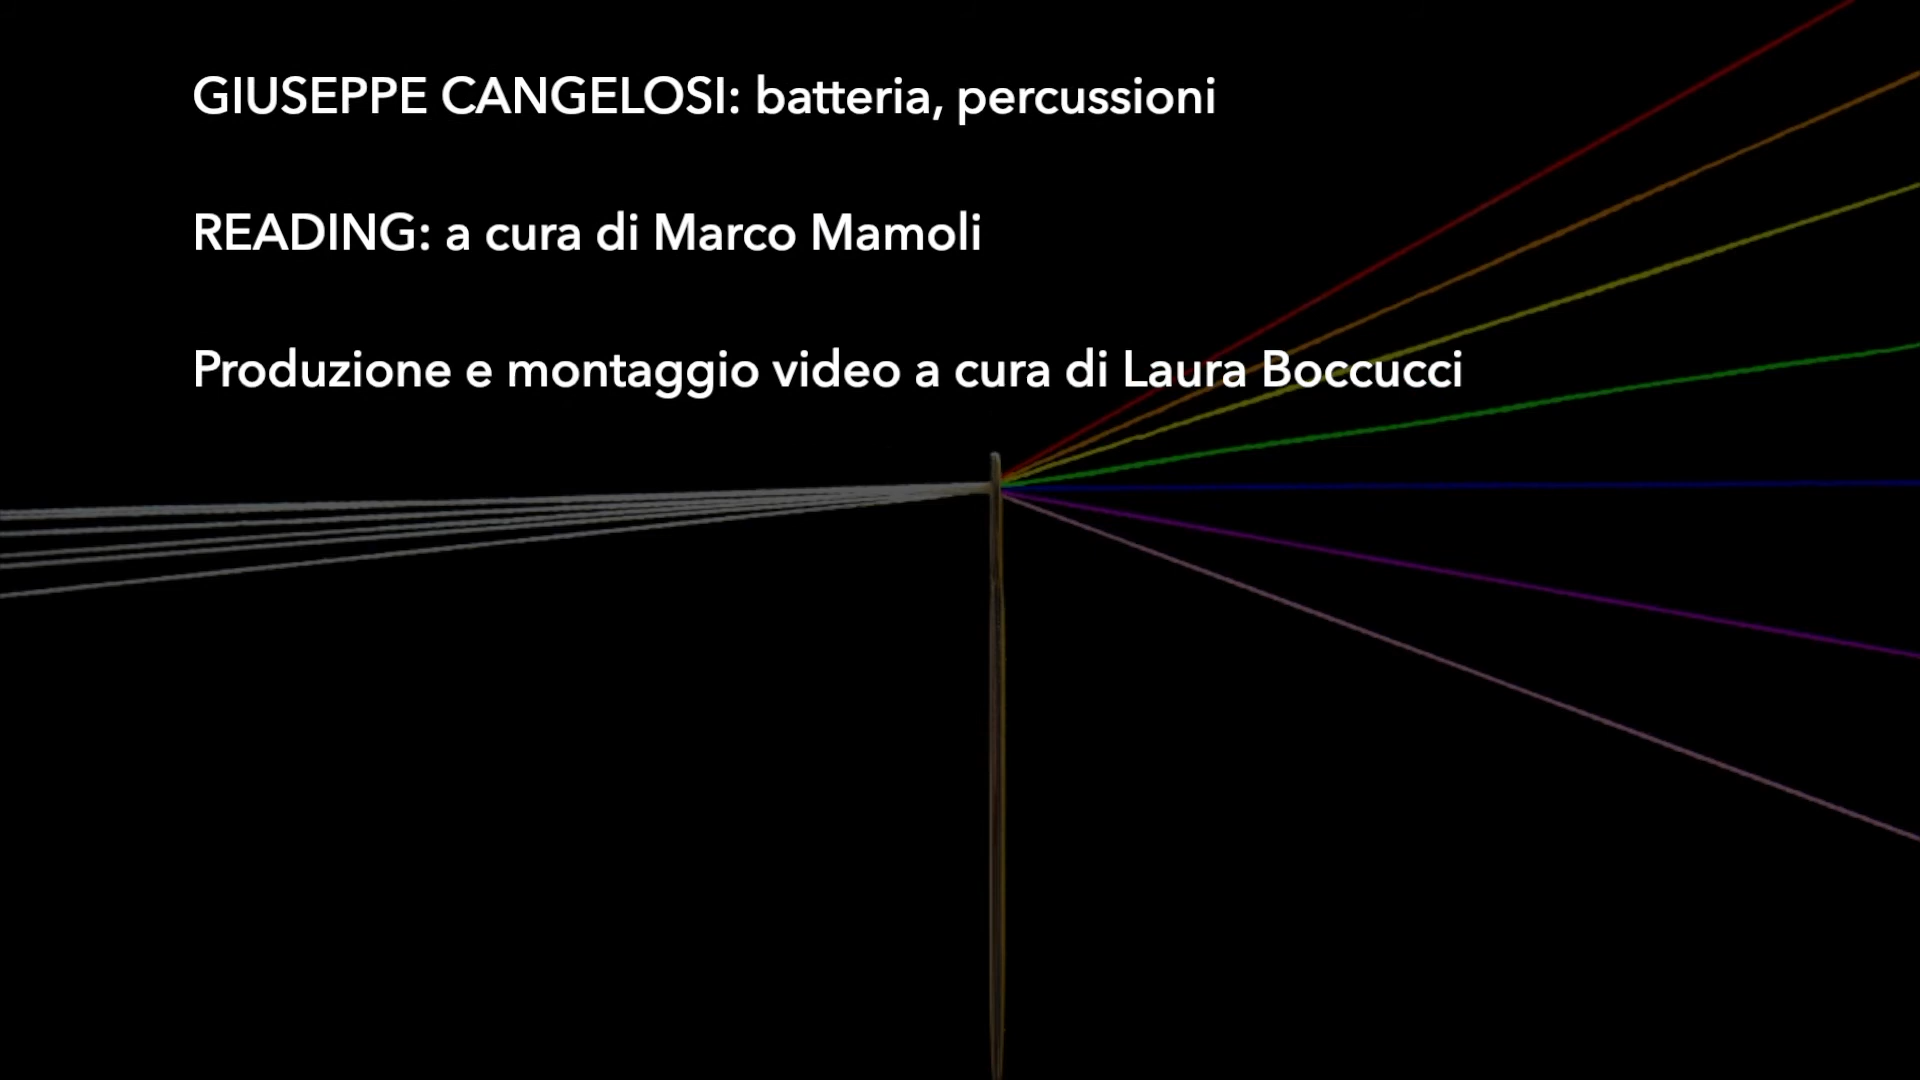 GIUSEPPE CANGELOSI: batteria, percussioni
READING: a cura di Marco Mamoli
Produzione e montaggio video a cura di Laura Boccucci